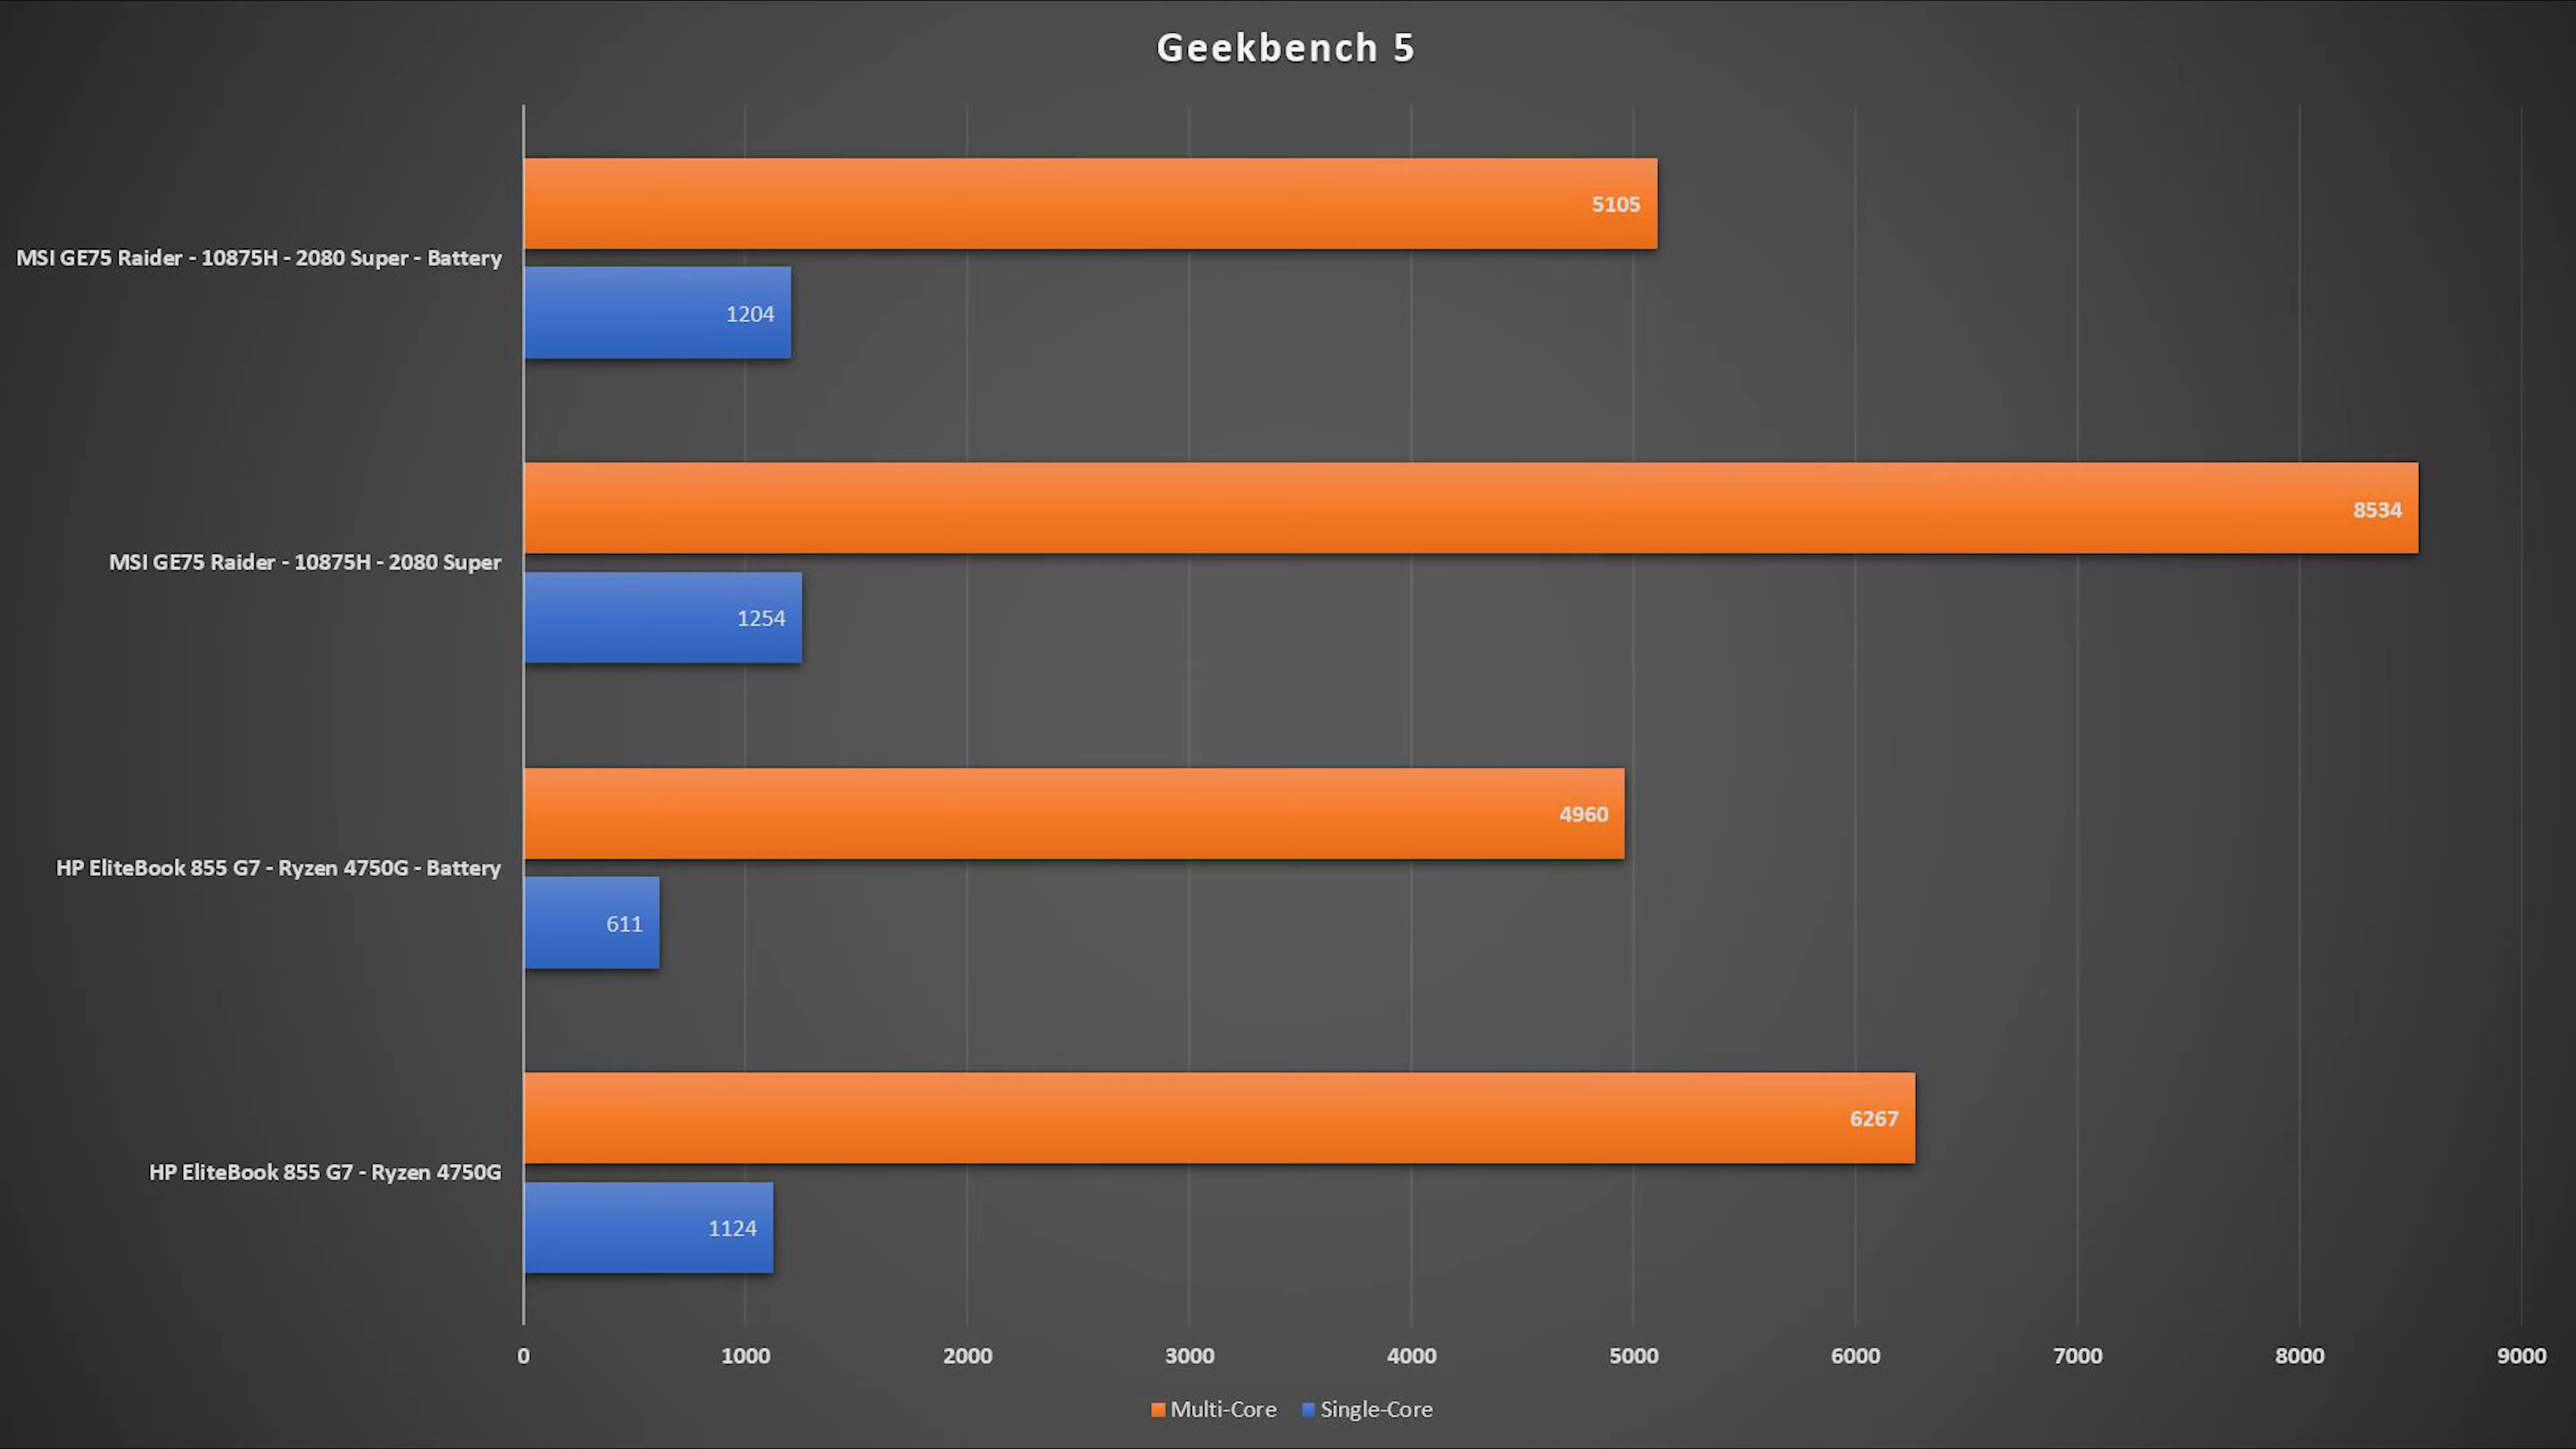 Geekbench 5
5105
MSI GE75 Raider - 10875H - 2080 Super - Battery
1204
8534
MSI GE75 Raider - 10875H - 2080 Super
1254
4960
HP EliteBook 855 G7 - Ryzen 4750G - Battery
611
6267
HP EliteBook 855 G7 - Ryzen 4750G
1124
0 1000 2000 3000 4000 5000 6000 7000 8000 9000
Multi-Core Single-Core